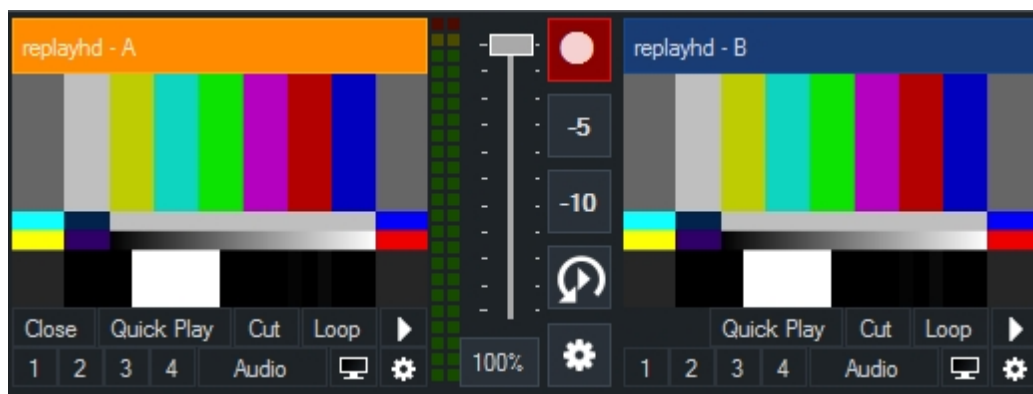 replayhd - A
replayhd - B
-5
-10
Close Quick Play Cut Loop
Quick Play Cut Loop
1 2 3 4 Audio
100%
1 2 3 4 Audio